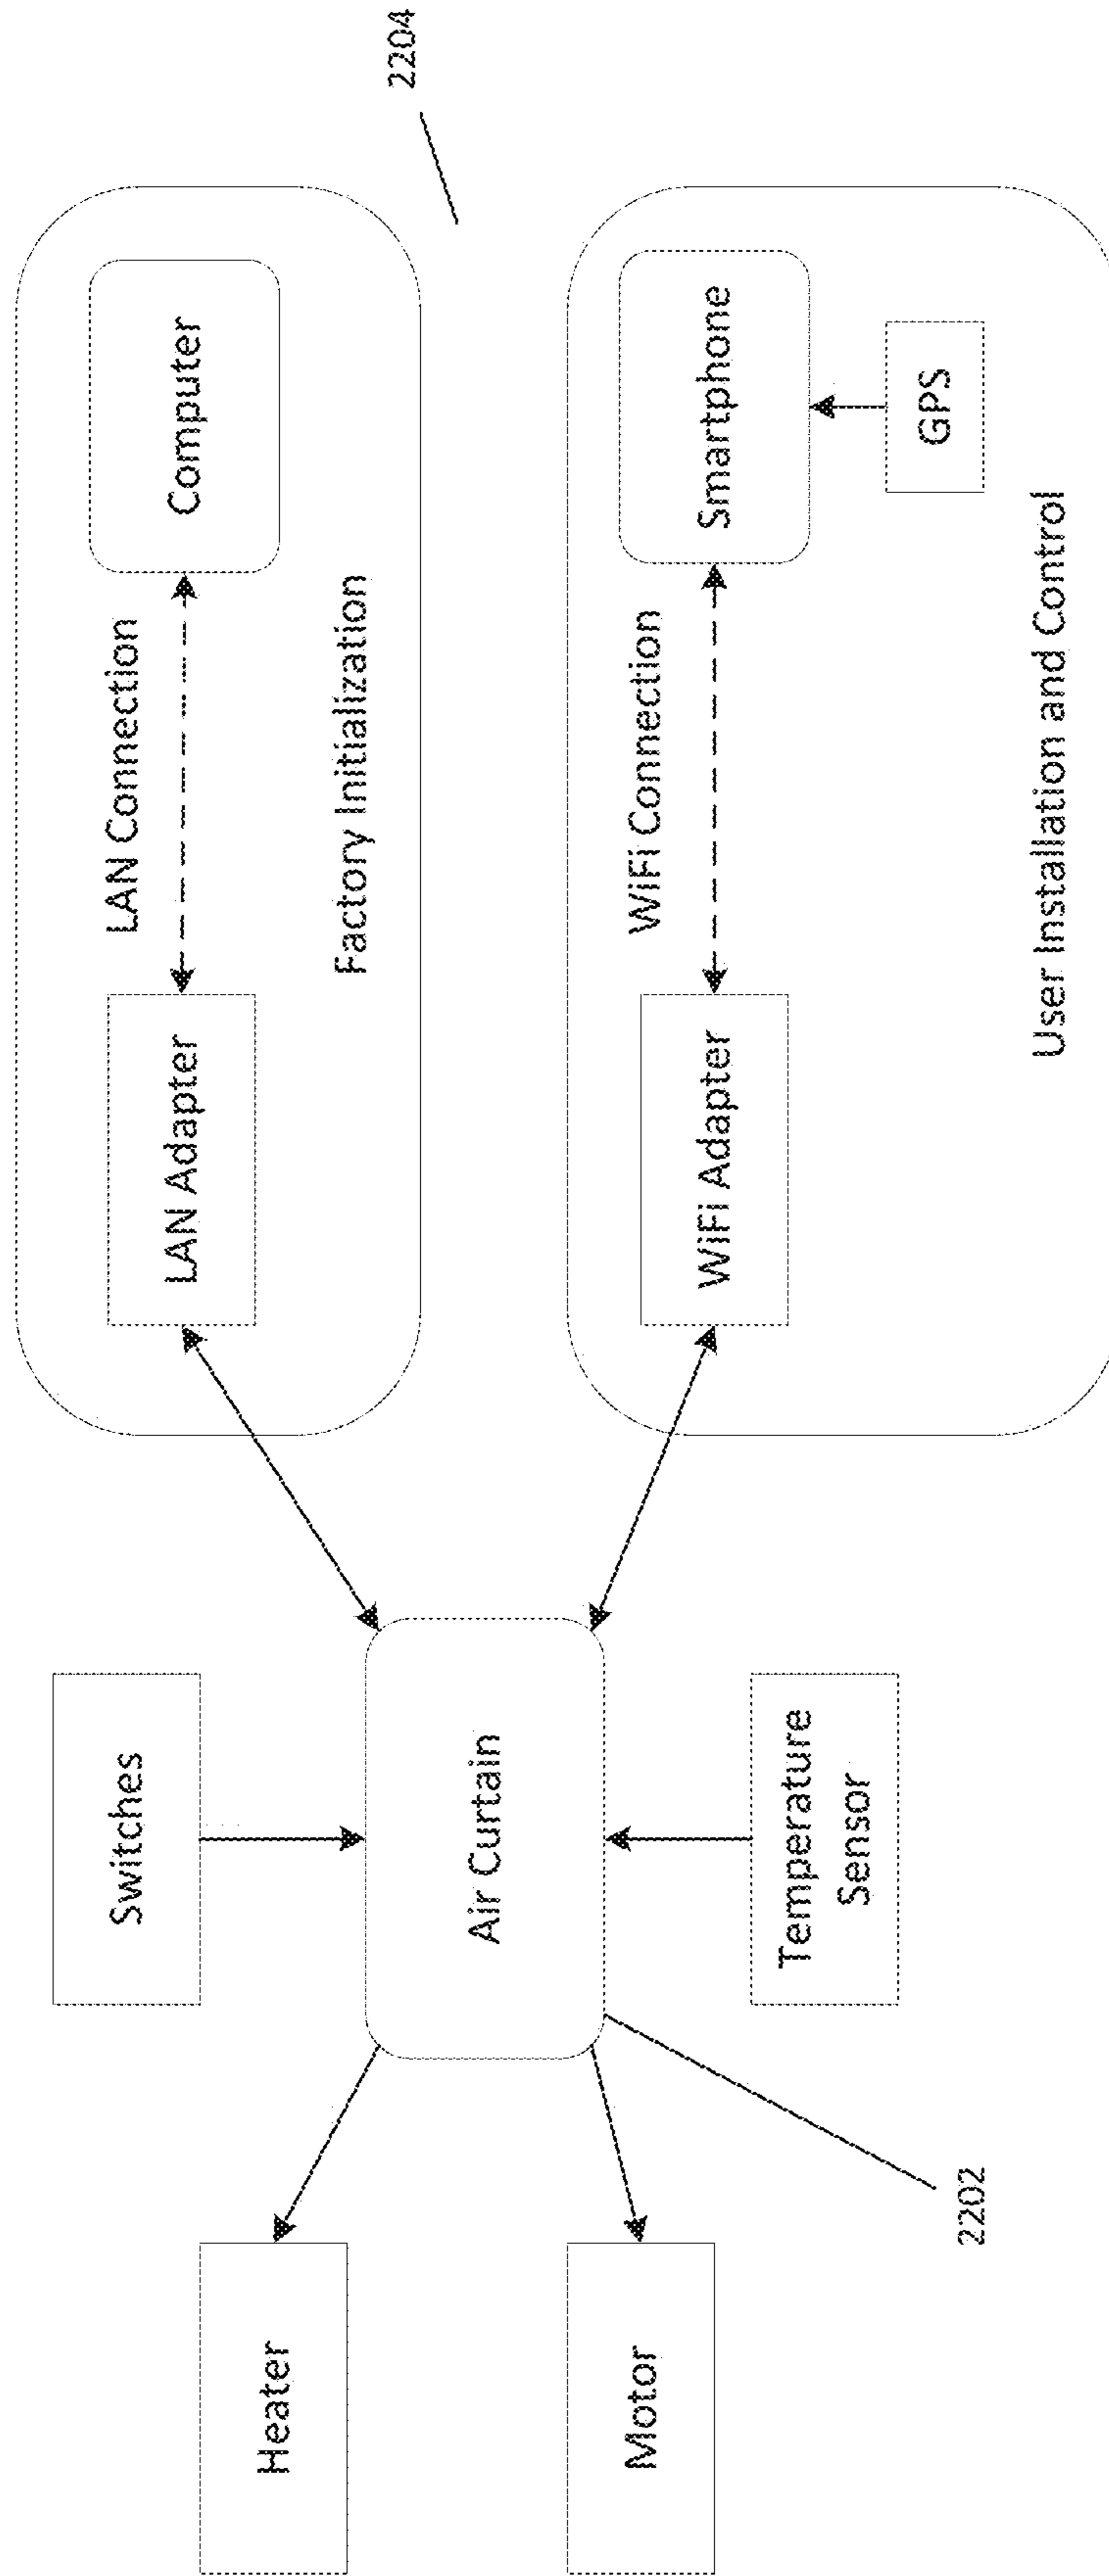 Heater
Motor
Switches
Air Curtain
Temperature
Sensor
2202
LAN Adapter
LAN Connection
Computer
Factory Initialization
2204
WiFi Adapter
WiFi Connection
Smartphone
GPS
User Installation and Control